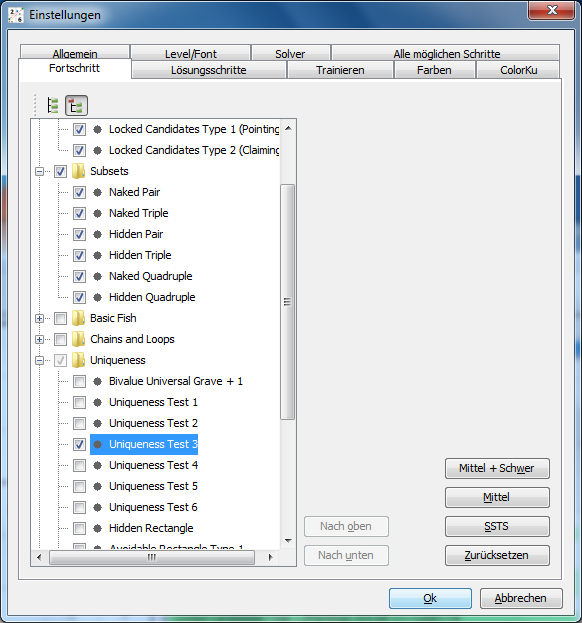 Einstellungen
Allgemein
Level/Font
Solver
Alle möglichen Schritte
Fortschritt
Lösungsschritte
Trainieren
Farben
ColorKu
Locked Candidates Type 1 (Pointing
Locked Candidates Type 2 (Claiming
Subsets
Naked Pair
Naked Triple
Hidden Pair
Hidden Triple
Naked Quadruple
Hidden Quadruple
Basic Fish
Chains and Loops
Uniqueness
Bivalue Universal Grave + 1
Uniqueness Test 1
Uniqueness Test 2
Uniqueness Test 3
Uniqueness Test 4
Uniqueness Test 5
Uniqueness Test 6
Hidden Rectangle
Avoidable Rectangle Type 1
Mittel + Schwer
Mittel
Nach oben
SSTS
Nach unten
Zurücksetzen
Ok
Abbrechen